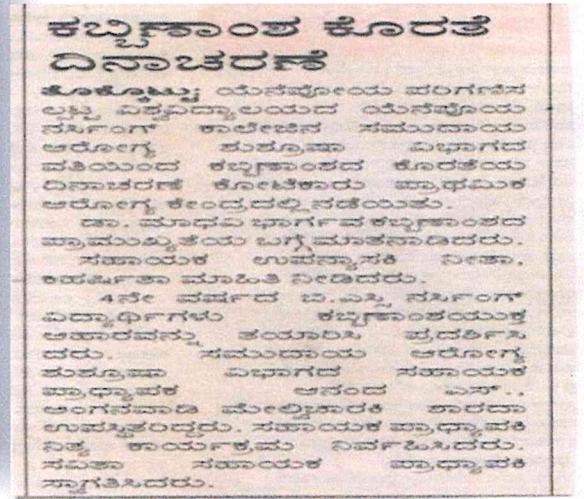 ಕಬ್ಬಿಣಾಂಶ ಕೊರತೆ
ದಿನಾಚರಣೆ
ತೊಕ್ಕೊಟ್ಟು: ಯೆನೆಪೋಯ ಪರಿಗಣಿಸ
ಲ್ಪಟ್ಟ ವಿಶ್ವವಿದ್ಯಾಲಯದ ಯೆನೆಪೊಯ
ನರ್ಸಿಂಗ್ ಕಾಲೇಜಿನ ಸಮುದಾಯ
ಆರೋಗ್ಯ ಶುಶ್ರೂಷಾ ವಿಭಾಗದ
ವತಿಯಿಂದ ಕಬ್ಬಿಣಾಂಶದ ಕೊರತೆಯ
ದಿನಾಚರಣೆ ಕೋಟೆಕಾರು ಪ್ರಾಥಮಿಕ
ಆರೋಗ್ಯ ಕೇಂದ್ರದಲ್ಲಿ ನಡೆಯಿತು.
ಡಾ. ಮಾಧವಿ ಭಾರ್ಗವ ಕಬ್ಬಿಣಾಂಶದ
ಪ್ರಾಮುಖ್ಯತೆಯ ಬಗ್ಗೆ ಮಾತನಾಡಿದರು.
ಸಹಾಯಕ ಉಪನ್ಯಾಸಕಿ ನೀತಾ.
ಮಾಹಿತಿ ನೀಡಿದರು.
4ನೇ ವರ್ಷದ ಬಿ.ಎಸ್ಸಿ ನರ್ಸಿಂಗ್
ವಿದ್ಯಾರ್ಥಿಗಳು ಕಬ್ಬಿಣಾಂಶಯುಕ್ತ
ಆಹಾರವನ್ನು ತಯಾರಿಸಿ ಪ್ರದರ್ಶಿಸಿ
ದರು. ಸಮುದಾಯ ಆರೋಗ್ಯ
ಶುಶ್ರೂಷಾ ವಿಭಾಗದ ಸಹಾಯಕ
ಪ್ರಾಧ್ಯಾಪಕ ಆನಂದ ಎಸ್.,
ಅಂಗನವಾಡಿ ಮೇಲ್ವಿಚಾರಕಿ ಶಾರದಾ
ಉಪಸ್ಥಿತರಿದ್ದರು. ಸಹಾಯಕ ಪ್ರಾಧ್ಯಾಪಕಿ
ನಿತ್ಯ ಕಾರ್ಯಕ್ರಮ ನಿರ್ವಹಿಸಿದರು.
ಸವಿತಾ ಸಹಾಯಕ ಪ್ರಾಧ್ಯಾಪಕಿ
ಸ್ವಾಗತಿಸಿದರು.